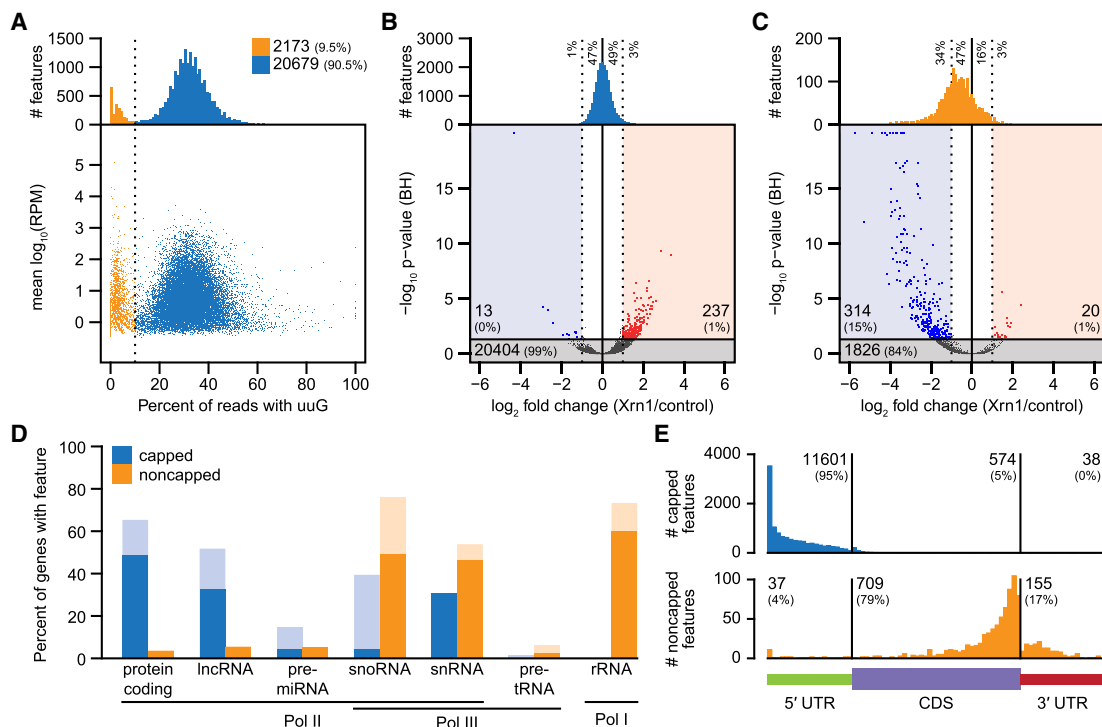 A
# features
1500
1000
500
0
2173 (9.5%)
20679 (90.5%)
mean log10(RPM)
5
4
3
2
1
0
0 20 40 60 80 100
Percent of reads with uuG
B
# features
3000
2000
1000
0
1% 47% 49% 3%
−log10 p-value (BH)
15
10
5
0
13
(0%)
237
(1%)
20404 (99%)
−6 −4 −2 0 2 4 6
log2 fold change (Xrn1/control)
C
# features
200
150
100
50
0
34% 47% 16% 3%
−log10 p-value (BH)
15
10
5
0
314
(15%)
20
(1%)
1826 (84%)
−6 −4 −2 0 2 4 6
log2 fold change (Xrn1/control)
D
Percent of genes with feature
100
80
60
40
20
0
capped
noncapped
protein coding
lncRNA
pre-miRNA
snoRNA
snRNA
pre-tRNA
rRNA
Pol II
Pol III
Pol I
E
# capped features
4000
2000
0
11601
(95%)
574
(5%)
38
(0%)
# noncapped features
100
50
0
37
(4%)
709
(79%)
155
(17%)
5′ UTR
CDS
3′ UTR